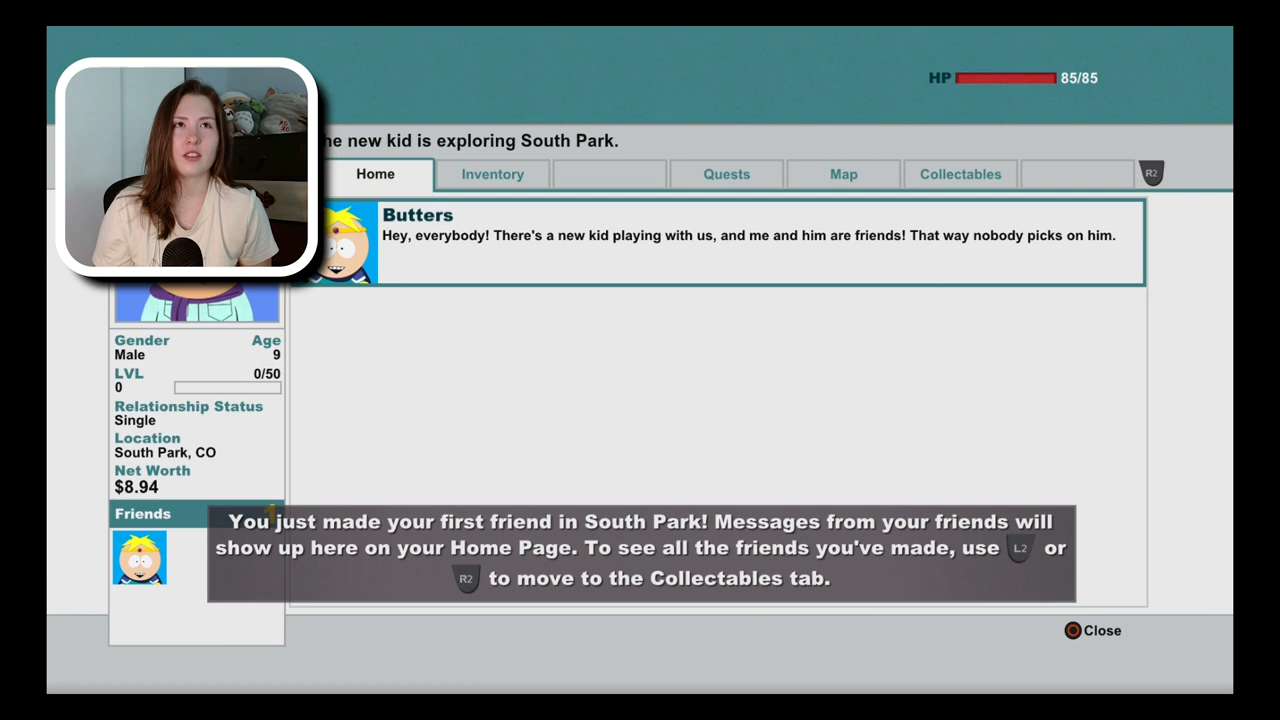 HP 85/85
he new kid is exploring South Park.
Home Inventory Quests Map Collectables R2
Butters
Hey, everybody! There's a new kid playing with us, and me and him are friends! That way nobody picks on him.
Gender Age
Male 9
LVL 0/50
0
Relationship Status
Single
Location
South Park, CO
Net Worth
$8.94
Friends 1
You just made your first friend in South Park! Messages from your friends will
show up here on your Home Page. To see all the friends you've made, use L2 or
R2 to move to the Collectables tab.
Close